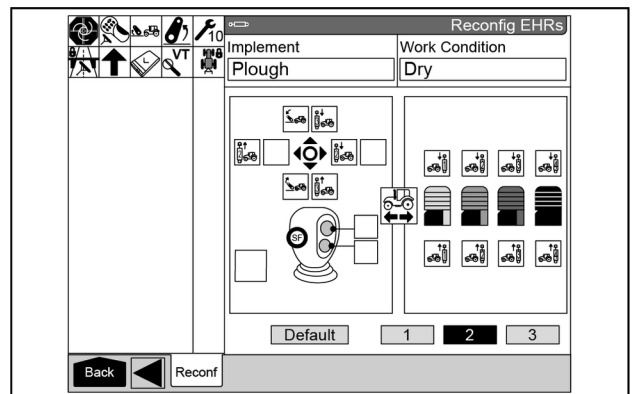 Reconfig EHRs
10
VT
L
Implement
Work Condition
Plough
Dry
SF
Default
1
2
3
Back
Reconf